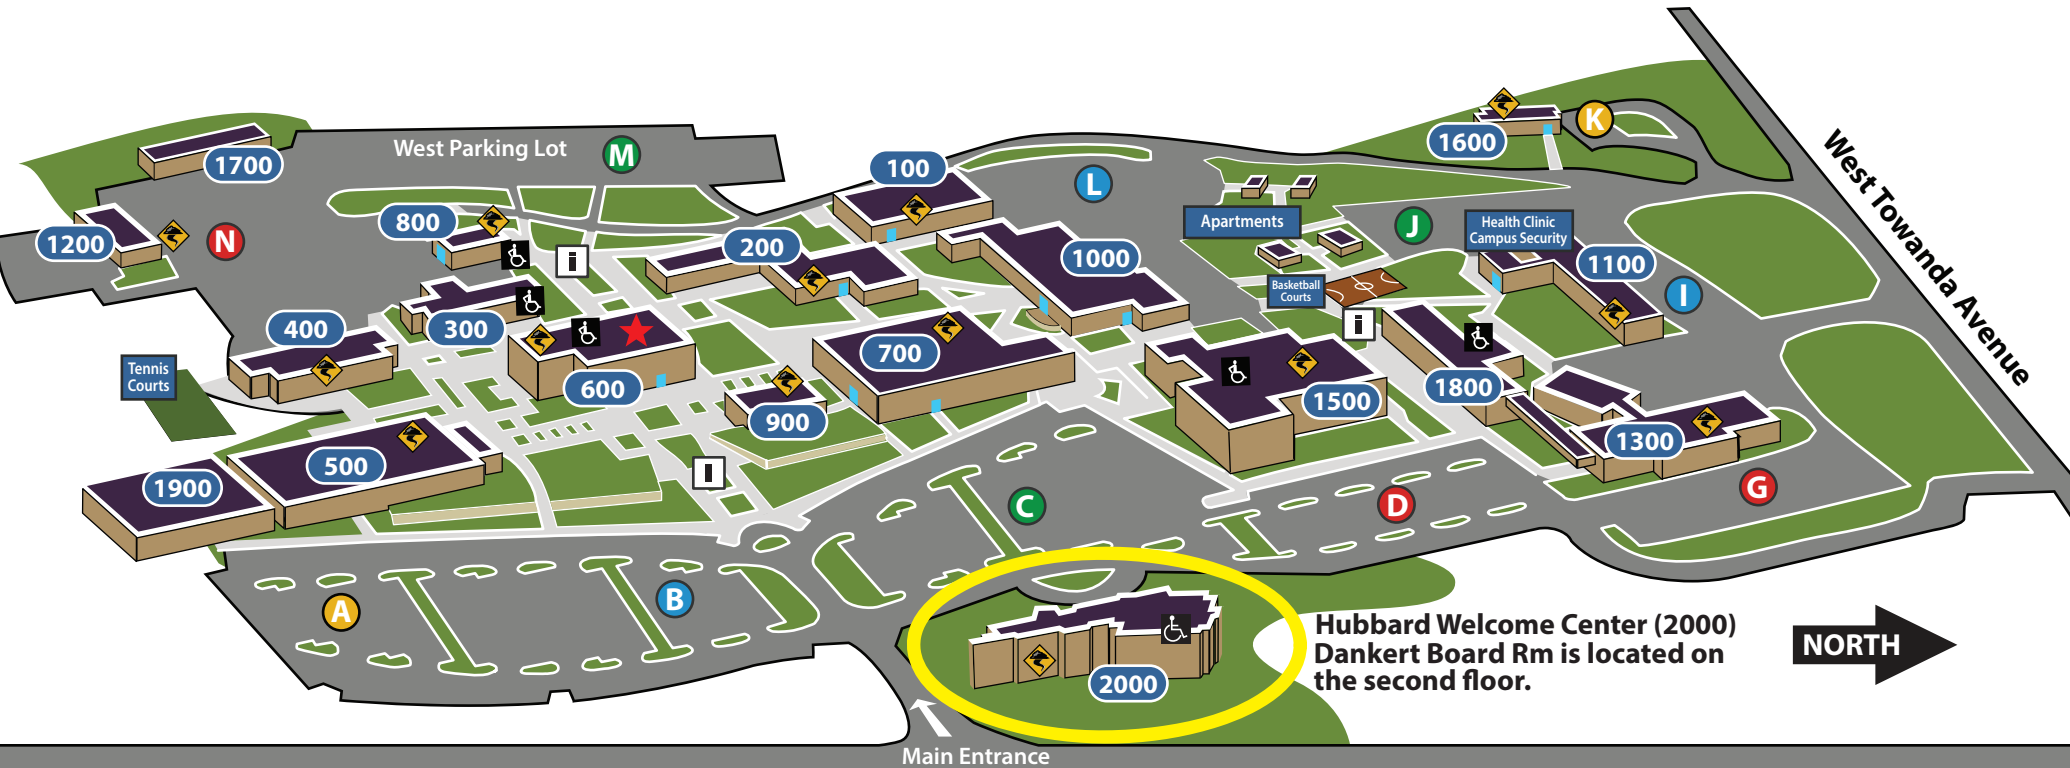 West Towanda Avenue
K
1600
West Parking Lot
M
1700
100
L
Apartments
J
Health Clinic
Campus Security
1200
N
800
i
200
1000
1100
I
Basketball
Courts
i
400
300
600
700
Tennis
Courts
900
1500
1800
1300
1900
500
i
C
D
G
A
B
2000
Hubbard Welcome Center (2000)
Dankert Board Rm is located on
the second floor.
NORTH
Main Entrance